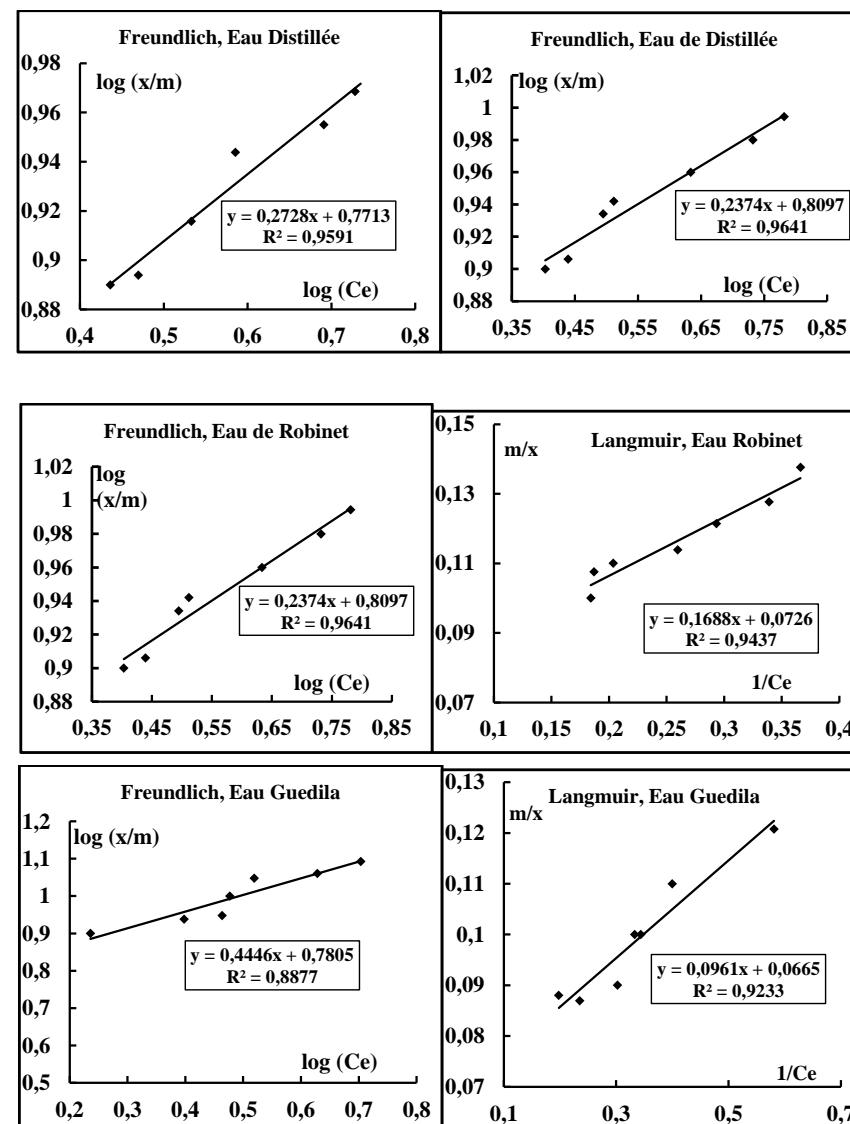 Freundlich, Eau Distillée
log (x/m)
0,98
0,96
0,94
0,92
0,9
0,88
y = 0,2728x + 0,7713
R² = 0,9591
log (Ce)
0,4 0,5 0,6 0,7 0,8
Freundlich, Eau de Distillée
log (x/m)
1,02
1
0,98
0,96
0,94
0,92
0,9
0,88
y = 0,2374x + 0,8097
R² = 0,9641
log (Ce)
0,35 0,45 0,55 0,65 0,75 0,85
Freundlich, Eau de Robinet
log
(x/m)
1,02
1
0,98
0,96
0,94
0,92
0,9
0,88
y = 0,2374x + 0,8097
R² = 0,9641
log (Ce)
0,35 0,45 0,55 0,65 0,75 0,85
Langmuir, Eau Robinet
m/x
0,15
0,13
0,11
0,09
0,07
y = 0,1688x + 0,0726
R² = 0,9437
1/Ce
0,1 0,2 0,3 0,4
Freundlich, Eau Guedila
log (x/m)
1,2
1,1
1
0,9
0,8
0,7
0,6
0,5
y = 0,4446x + 0,7805
R² = 0,8877
log (Ce)
0,2 0,3 0,4 0,5 0,6 0,7 0,8
Langmuir, Eau Guedila
m/x
0,13
0,12
0,11
0,1
0,09
0,08
0,07
y = 0,0961x + 0,0665
R² = 0,9233
1/Ce
0,1 0,3 0,5 0,7